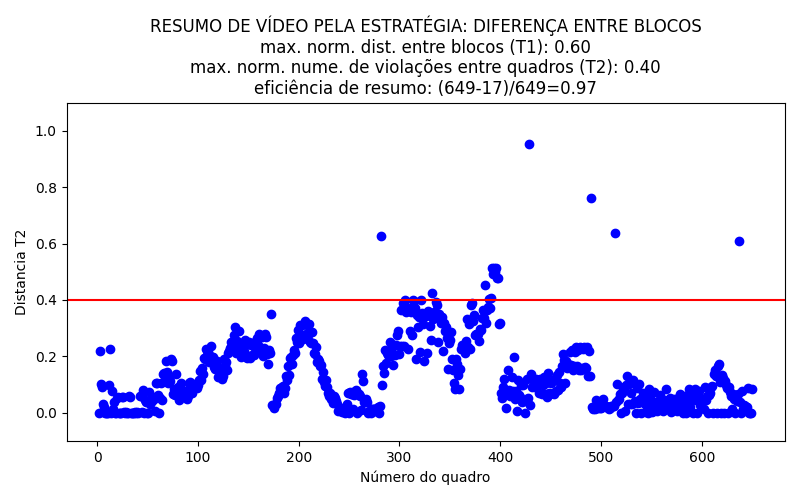 RESUMO DE VÍDEO PELA ESTRATÉGIA: DIFERENÇA ENTRE BLOCOS
max. norm. dist. entre blocos (T1): 0.60
max. norm. nume. de violações entre quadros (T2): 0.40
eficiência de resumo: (649-17)/649=0.97
1.0
0.8
0.6
0.4
0.2
0.0
Distancia T2
0 100 200 300 400 500 600
Número do quadro